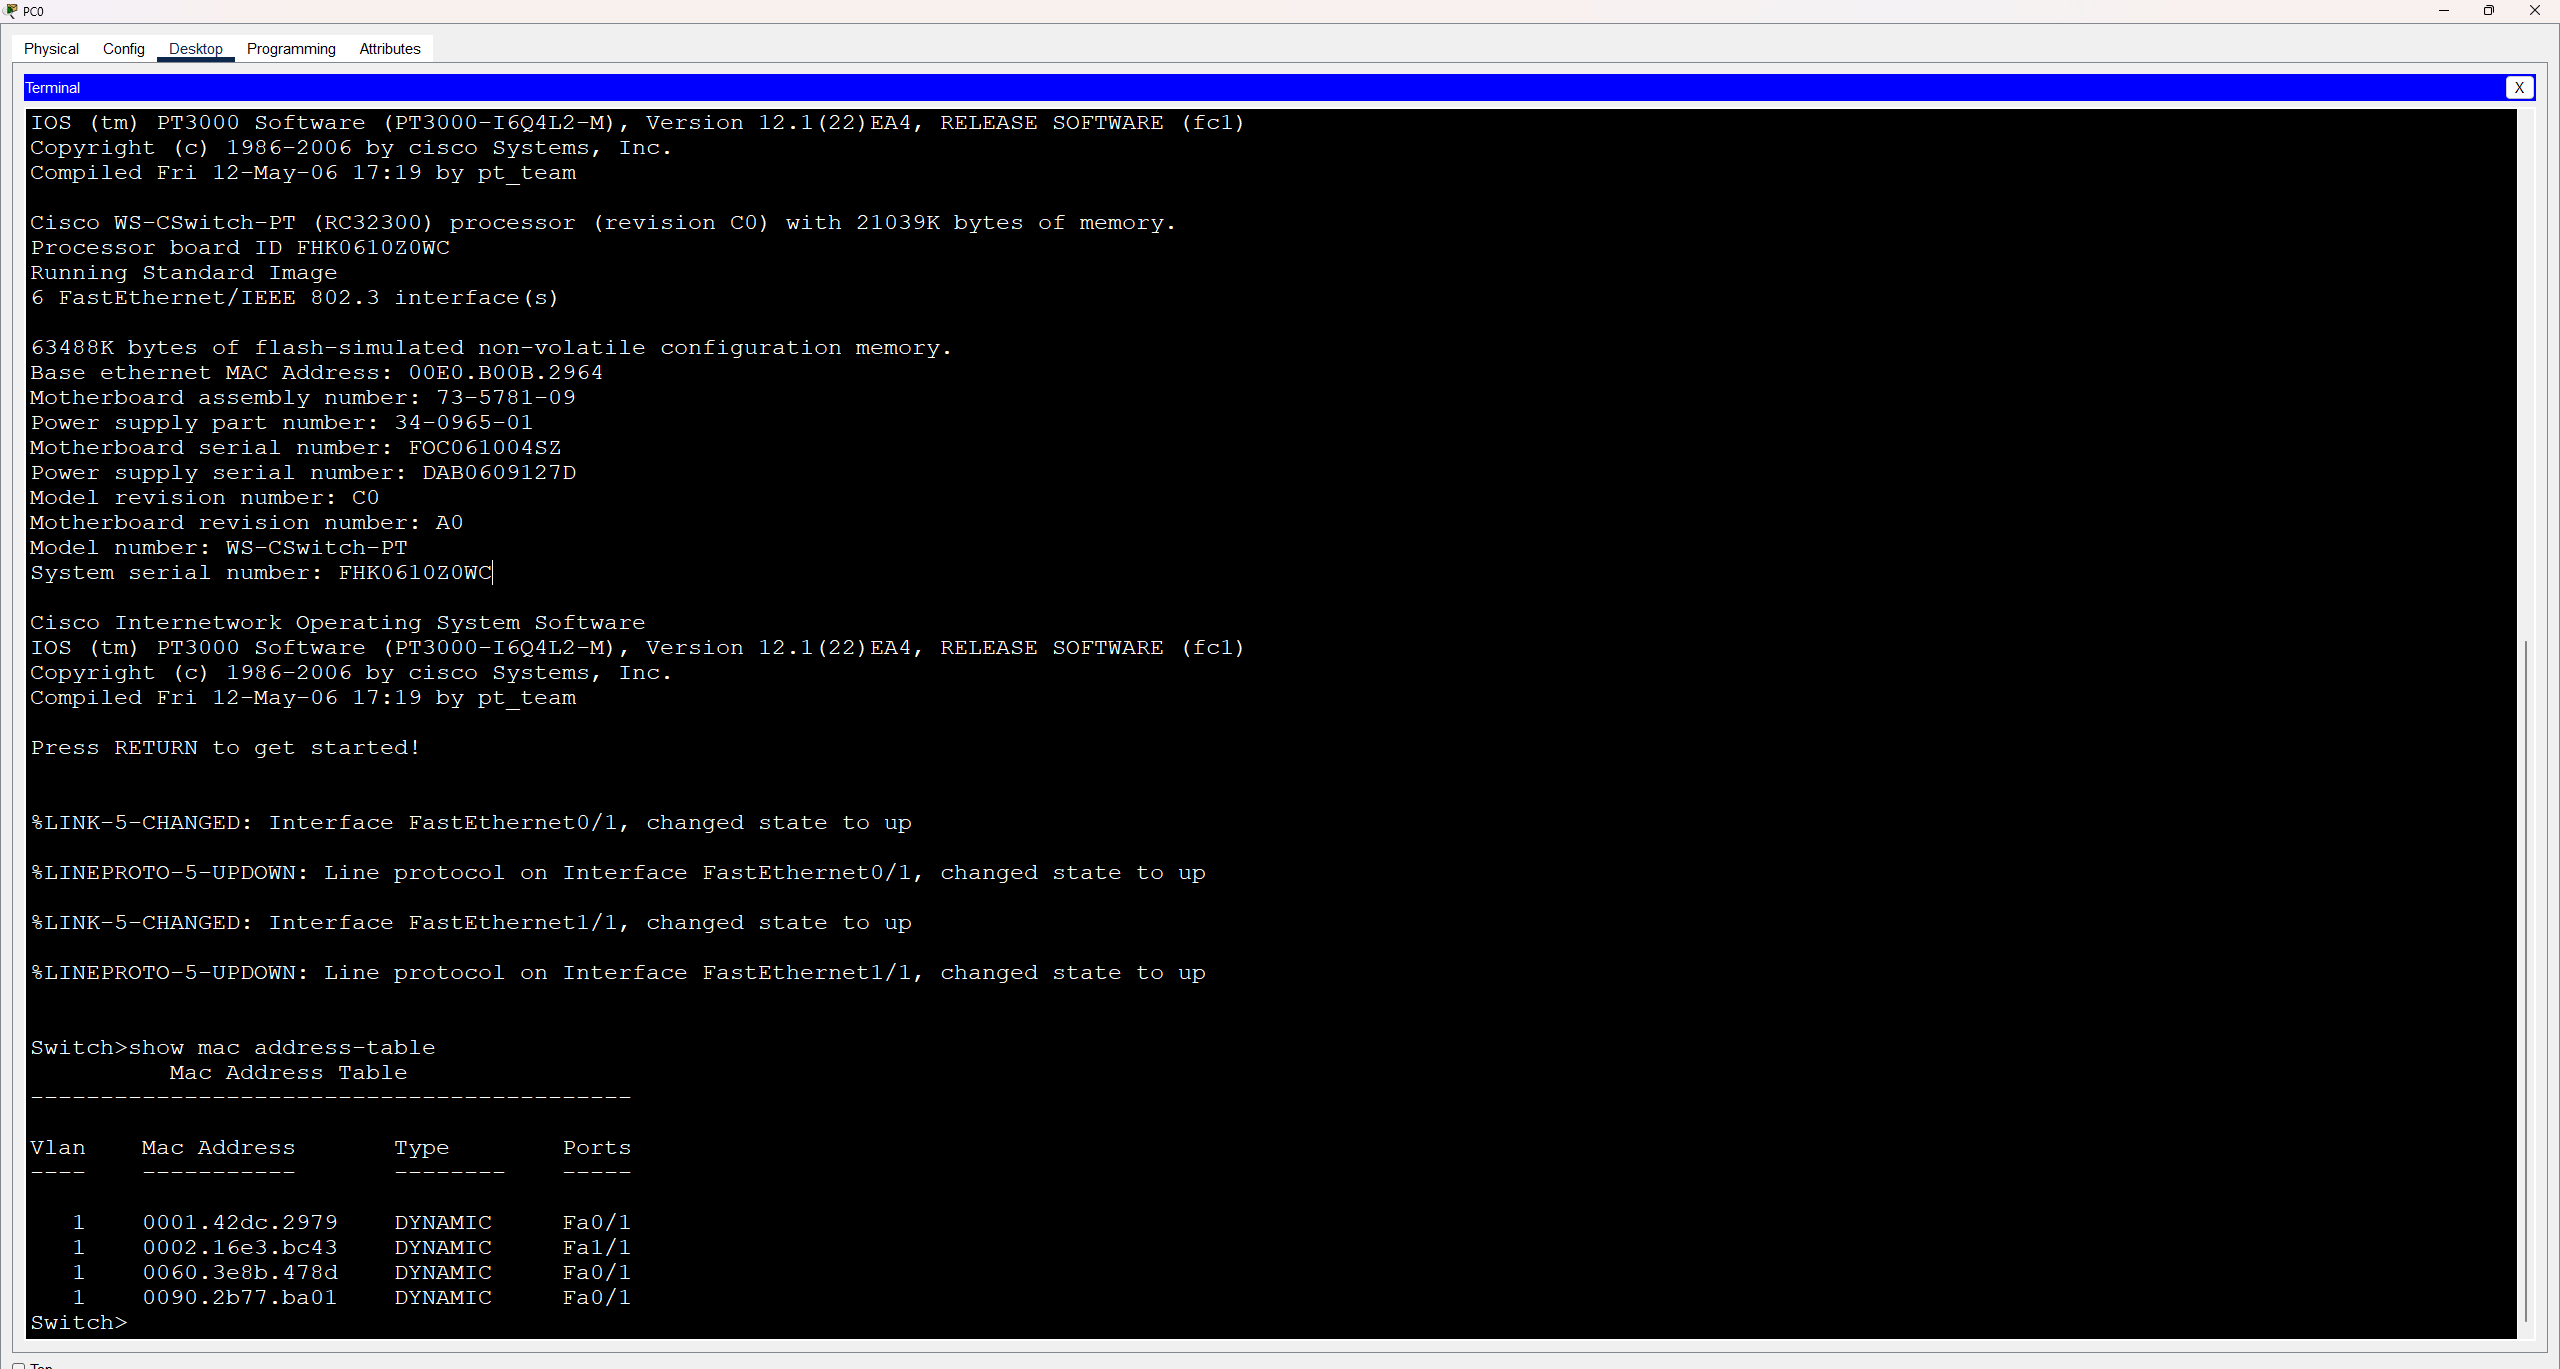 PC0
Physical Config Desktop Programming Attributes
Terminal X
IOS (tm) PT3000 Software (PT3000-I6Q4L2-M), Version 12.1(22)EA4, RELEASE SOFTWARE (fc1)
Copyright (c) 1986-2006 by cisco Systems, Inc.
Compiled Fri 12-May-06 17:19 by pt_team
Cisco WS-CSwitch-PT (RC32300) processor (revision C0) with 21039K bytes of memory.
Processor board ID FHK0610Z0WC
Running Standard Image
6 FastEthernet/IEEE 802.3 interface(s)
63488K bytes of flash-simulated non-volatile configuration memory.
Base ethernet MAC Address: 00E0.B00B.2964
Motherboard assembly number: 73-5781-09
Power supply part number: 34-0965-01
Motherboard serial number: FOC061004SZ
Power supply serial number: DAB0609127D
Model revision number: C0
Motherboard revision number: A0
Model number: WS-CSwitch-PT
System serial number: FHK0610Z0WC
Cisco Internetwork Operating System Software
IOS (tm) PT3000 Software (PT3000-I6Q4L2-M), Version 12.1(22)EA4, RELEASE SOFTWARE (fc1)
Copyright (c) 1986-2006 by cisco Systems, Inc.
Compiled Fri 12-May-06 17:19 by pt_team
Press RETURN to get started!
%LINK-5-CHANGED: Interface FastEthernet0/1, changed state to up
%LINEPROTO-5-UPDOWN: Line protocol on Interface FastEthernet0/1, changed state to up
%LINK-5-CHANGED: Interface FastEthernet1/1, changed state to up
%LINEPROTO-5-UPDOWN: Line protocol on Interface FastEthernet1/1, changed state to up
Switch>show mac address-table
Mac Address Table
-------------------------------------------
Vlan Mac Address Type Ports
---- ----------- -------- -----
1 0001.42dc.2979 DYNAMIC Fa0/1
1 0002.16e3.bc43 DYNAMIC Fa1/1
1 0060.3e8b.478d DYNAMIC Fa0/1
1 0090.2b77.ba01 DYNAMIC Fa0/1
Switch>